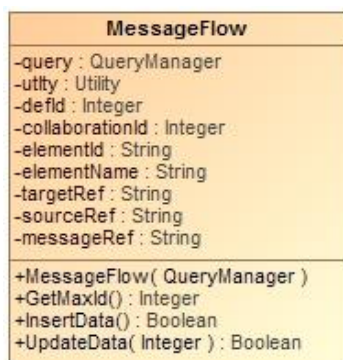 MessageFlow
-query : QueryManager
-utlty : Utility
-defId : Integer
-collaborationId : Integer
-elementId : String
-elementName : String
-targetRef : String
-sourceRef : String
-messageRef : String
+MessageFlow( QueryManager )
+GetMaxId() : Integer
+InsertData() : Boolean
+UpdateData( Integer ) : Boolean